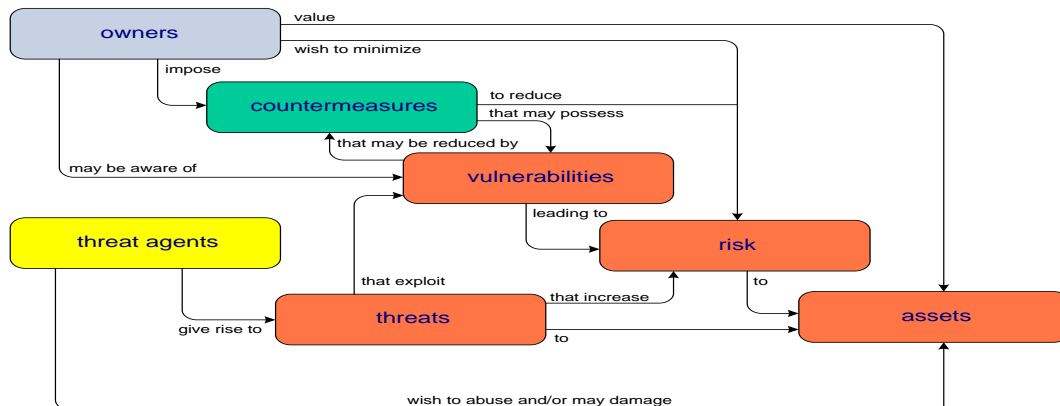 value
owners
wish to minimize
impose
countermeasures
to reduce
that may possess
that may be reduced by
may be aware of
vulnerabilities
leading to
threat agents
risk
that exploit
to
that increase
give rise to
threats
to
assets
wish to abuse and/or may damage